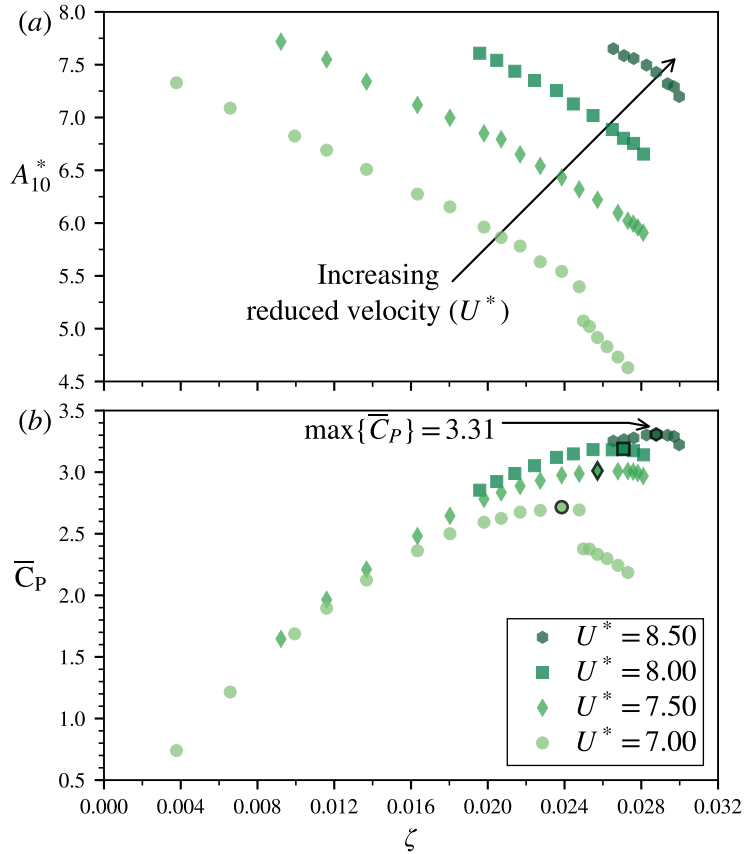 (a)
8.0
7.5
7.0
6.5
6.0
5.5
5.0
4.5
A*10
Increasing
reduced velocity (U*)
(b)
3.5
3.0
2.5
2.0
1.5
1.0
0.5
C̅P
max{C̅P} = 3.31
U* = 8.50
U* = 8.00
U* = 7.50
U* = 7.00
0.000 0.004 0.008 0.012 0.016 0.020 0.024 0.028 0.032
ζ